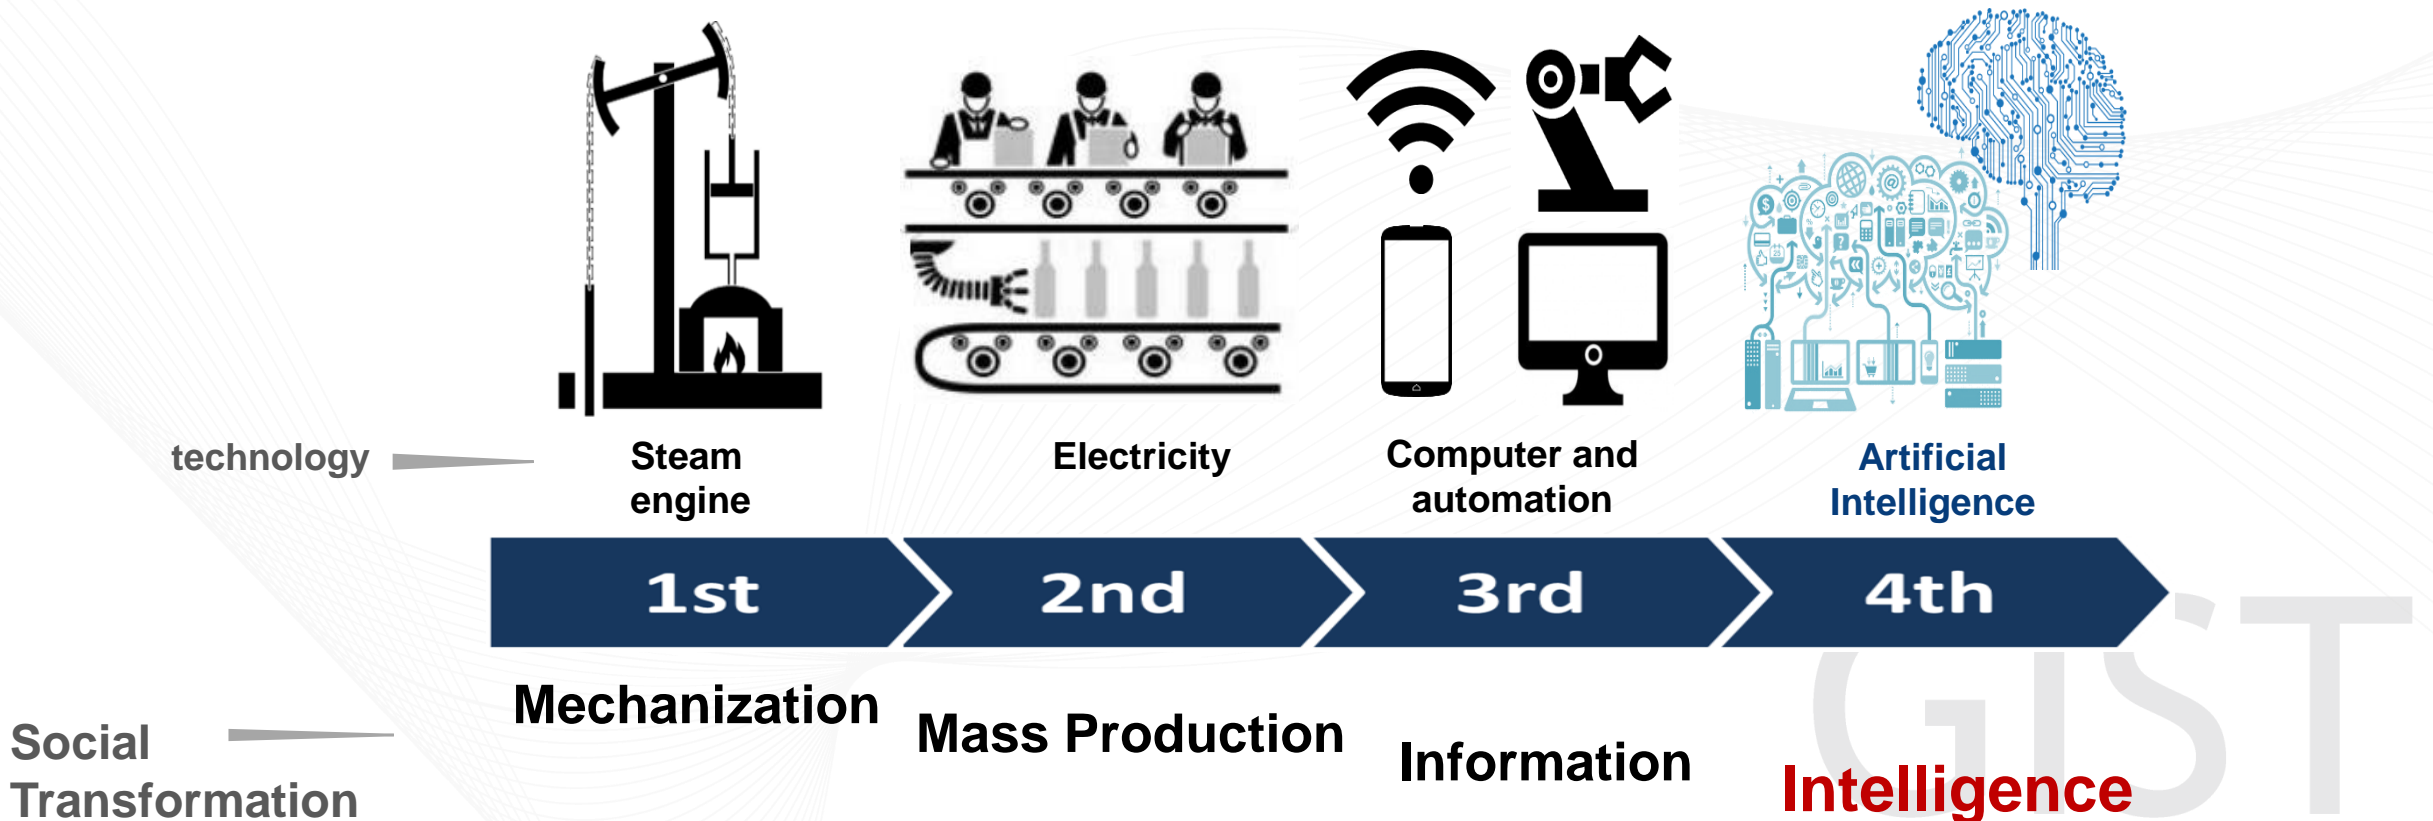 technology
Steam
engine
Electricity
Computer and
automation
Artificial
Intelligence
1st
2nd
3rd
4th
Social
Transformation
Mechanization
Mass Production
Information
Intelligence
GIST